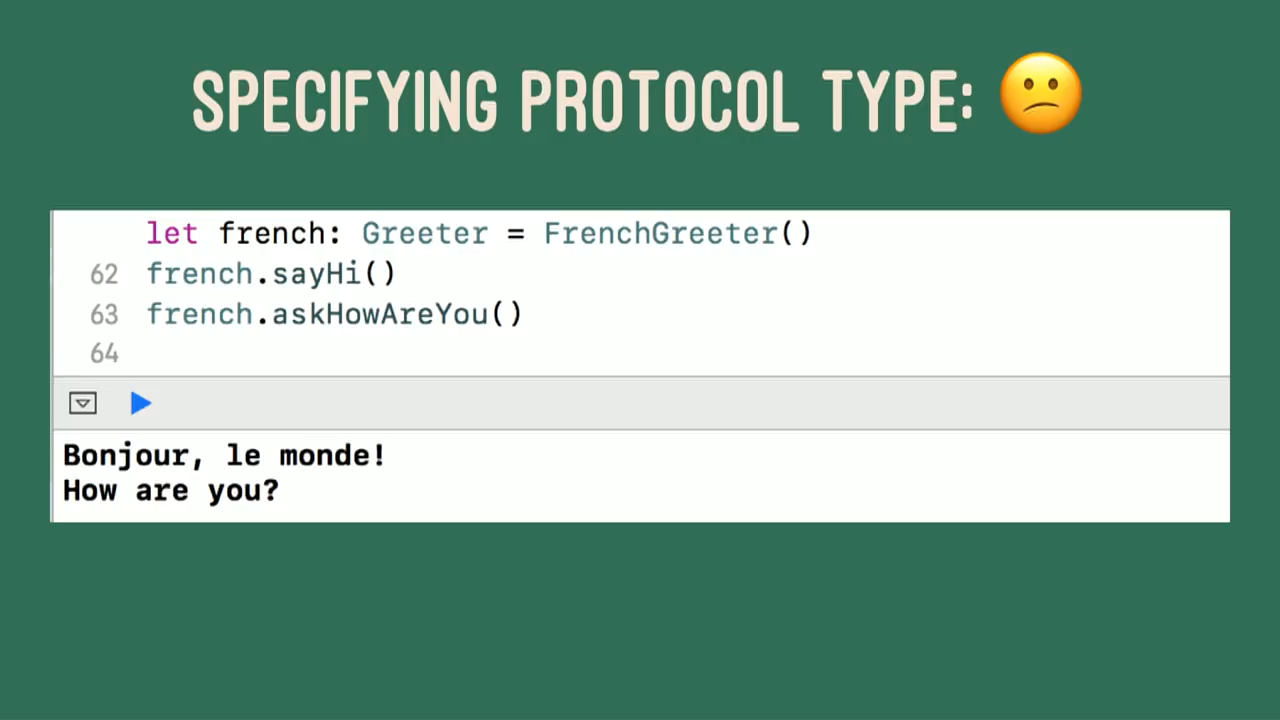 SPECIFYING PROTOCOL TYPE: 😕
let french: Greeter = FrenchGreeter()
62 french.sayHi()
63 french.askHowAreYou()
64
Bonjour, le monde!
How are you?